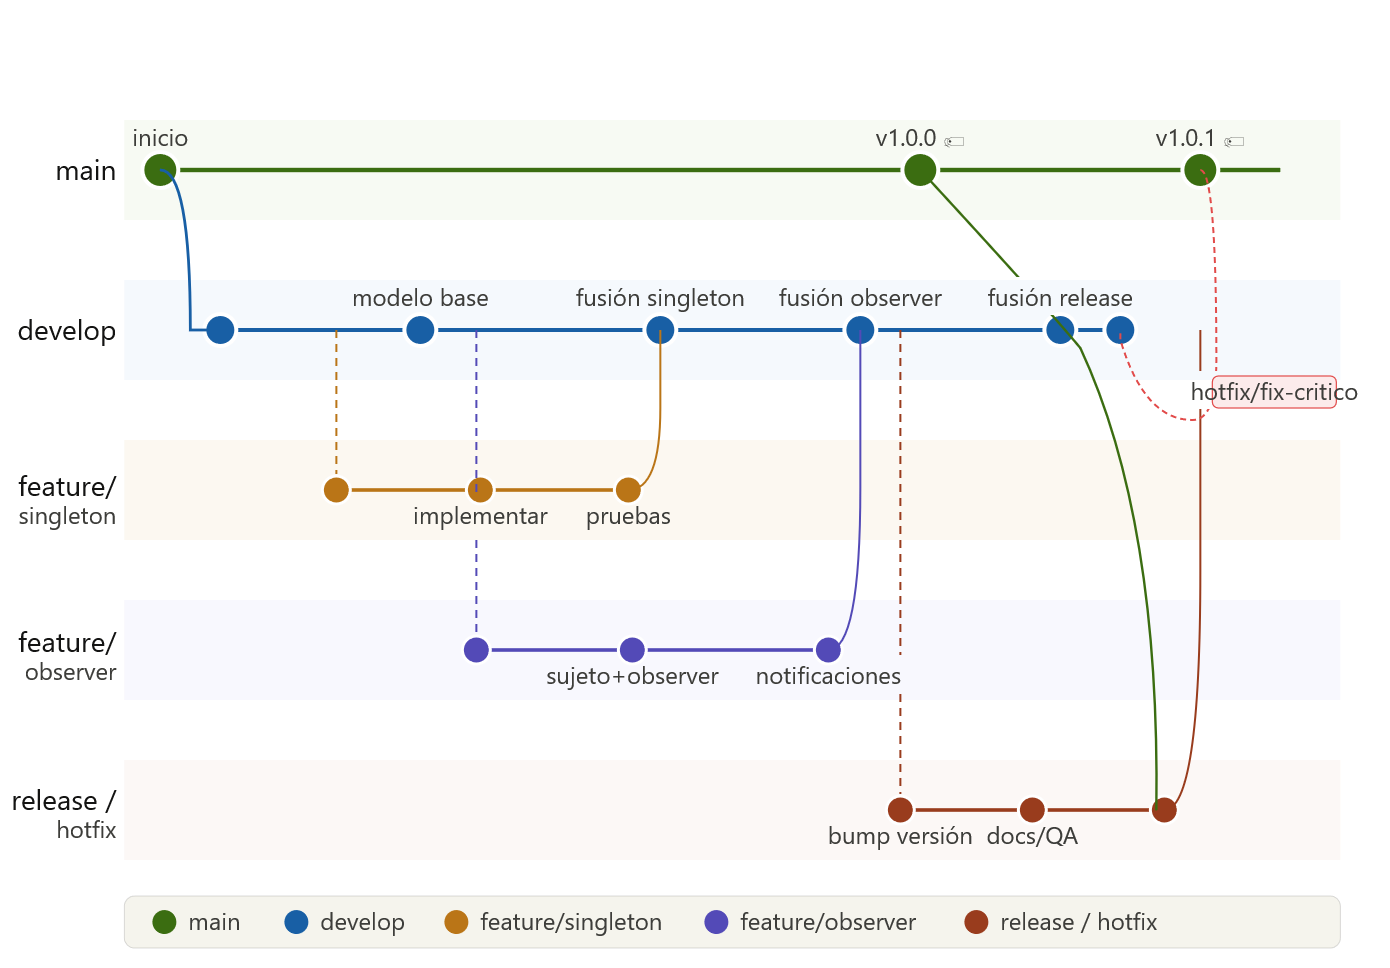 inicio
v1.0.0
v1.0.1
main
modelo base
fusión singleton
fusión observer
fusión release
develop
hotfix/fix-critico
feature/
singleton
implementar
pruebas
feature/
observer
sujeto+observer
notificaciones
release /
hotfix
bump versión
docs/QA
main
develop
feature/singleton
feature/observer
release / hotfix